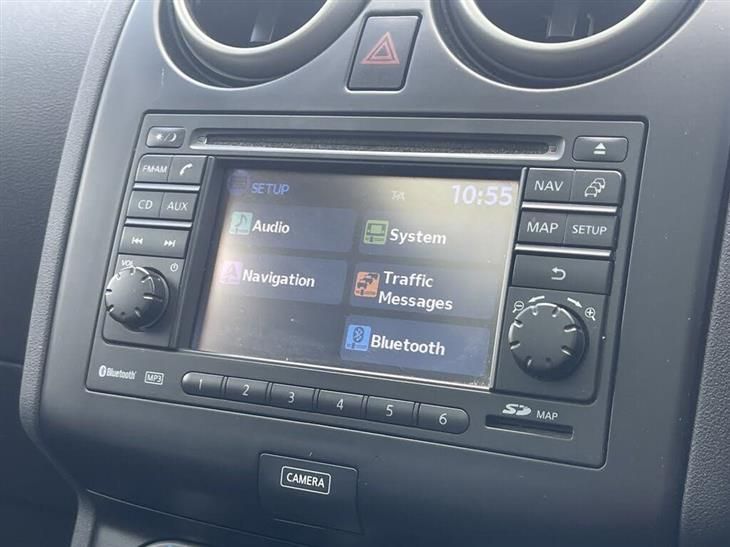 FM·AM
CD AUX
VOL
SETUP TA 10:55
Audio
System
Navigation
Traffic
Messages
Bluetooth
NAV
MAP SETUP
Bluetooth MP3
1 2 3 4 5 6
SD MAP
CAMERA